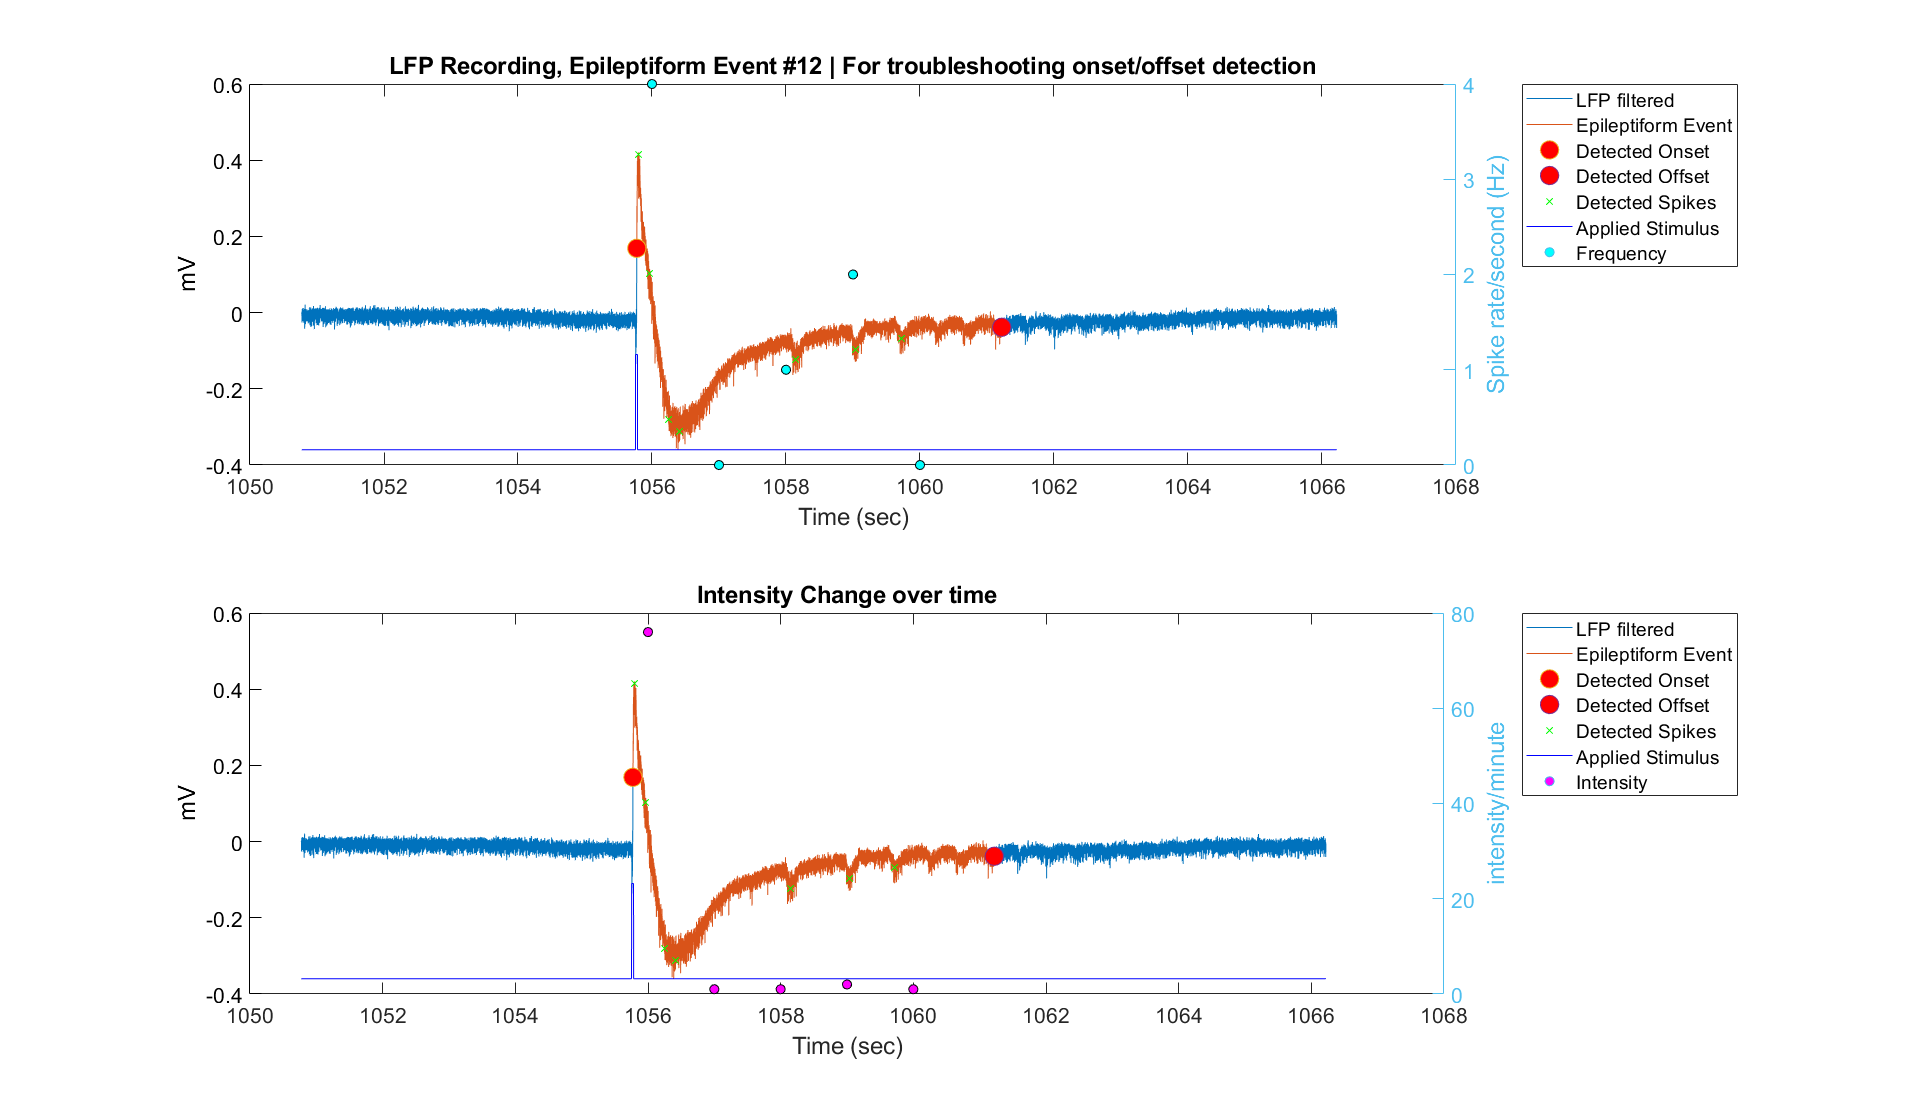 LFP Recording, Epileptiform Event #12 | For troubleshooting onset/offset detection
0.6
0.4
0.2
0
-0.2
-0.4
mV
4
3
2
1
0
Spike rate/second (Hz)
1050 1052 1054 1056 1058 1060 1062 1064 1066 1068
Time (sec)
LFP filtered
Epileptiform Event
Detected Onset
Detected Offset
Detected Spikes
Applied Stimulus
Frequency
Intensity Change over time
0.6
0.4
0.2
0
-0.2
-0.4
mV
80
60
40
20
0
intensity/minute
1050 1052 1054 1056 1058 1060 1062 1064 1066 1068
Time (sec)
LFP filtered
Epileptiform Event
Detected Onset
Detected Offset
Detected Spikes
Applied Stimulus
Intensity